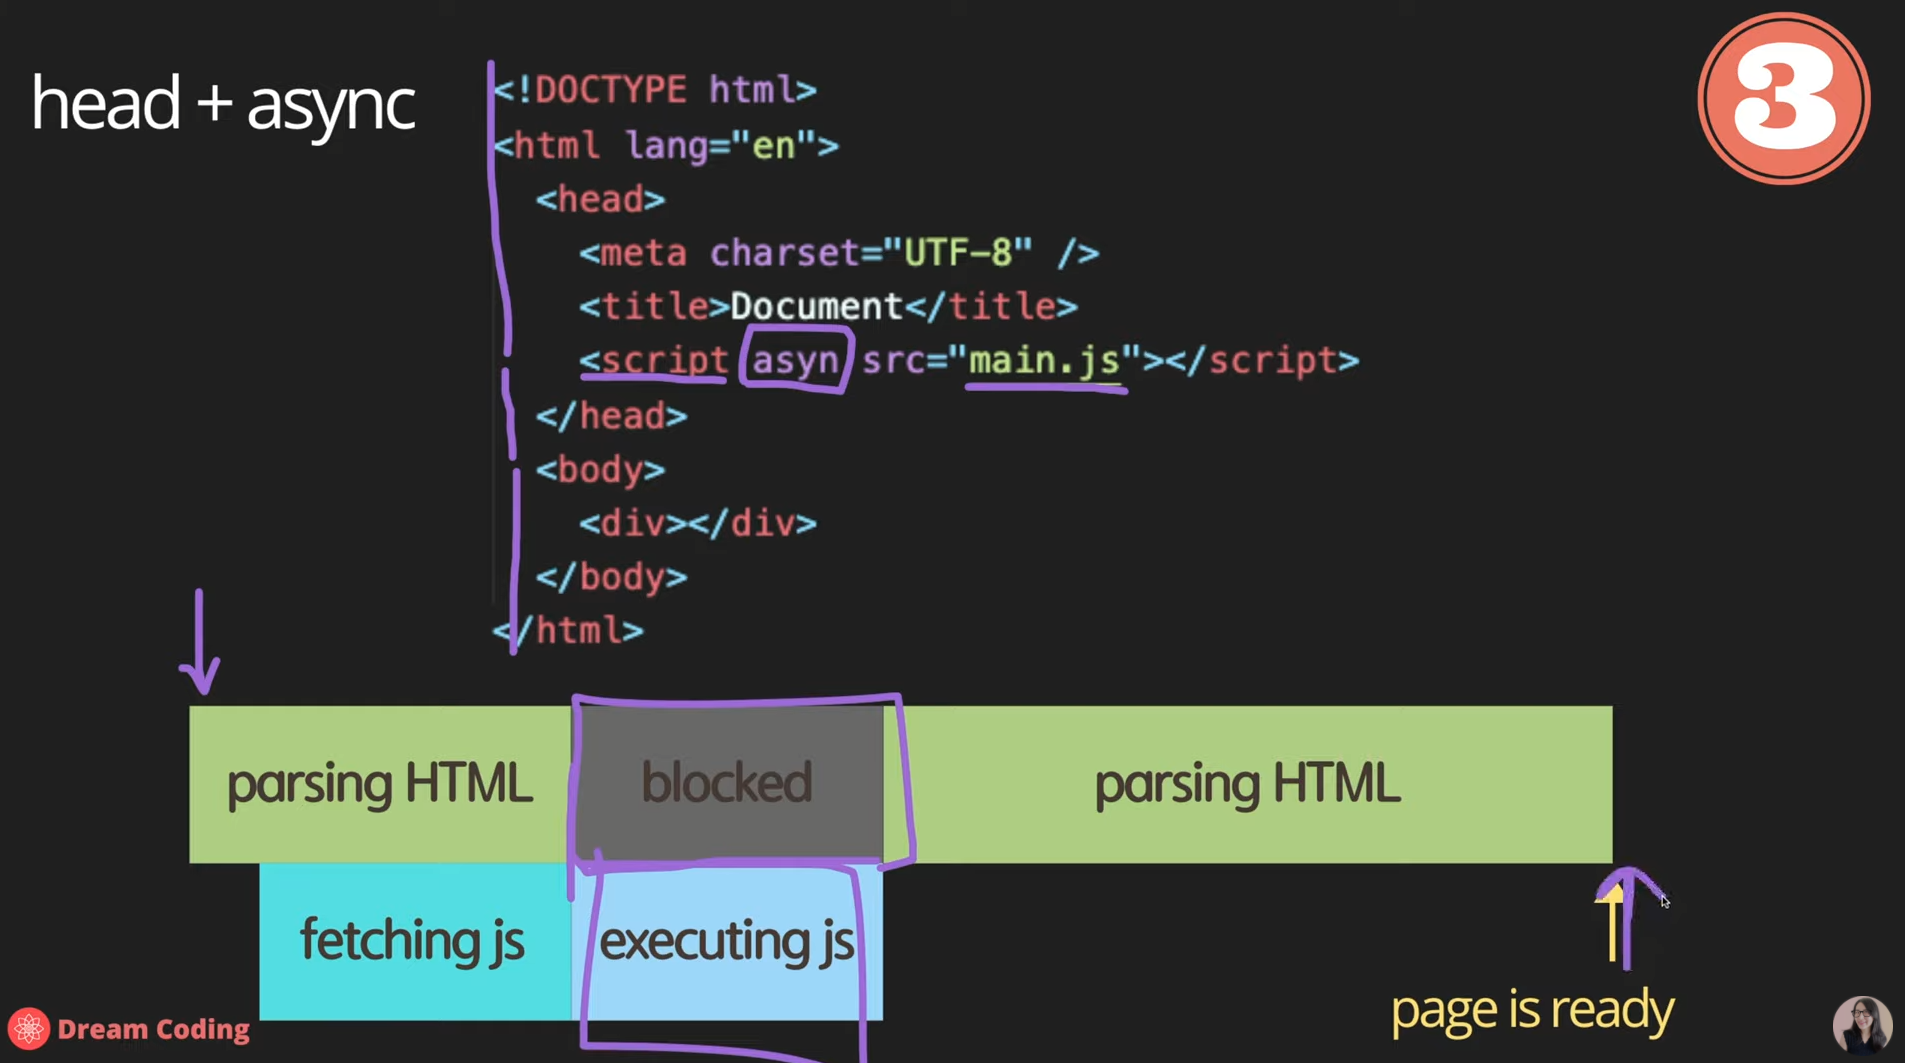 head + async
3
<!DOCTYPE html>
<html lang="en">
<head>
<meta charset="UTF-8" />
<title>Document</title>
<script asyn src="main.js"></script>
</head>
<body>
<div></div>
</body>
</html>
parsing HTML
blocked
parsing HTML
fetching js
executing js
page is ready
Dream Coding